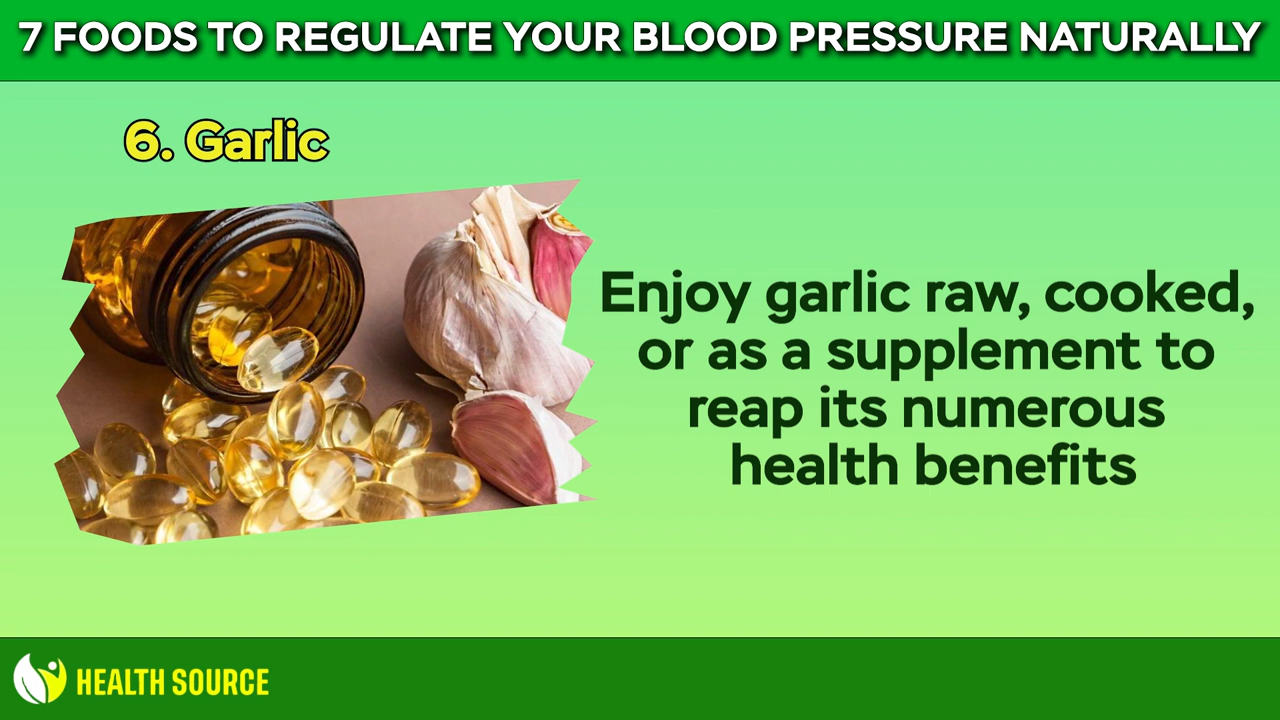 7 FOODS TO REGULATE YOUR BLOOD PRESSURE NATURALLY
6. Garlic
Enjoy garlic raw, cooked,
or as a supplement to
reap its numerous
health benefits
HEALTH SOURCE